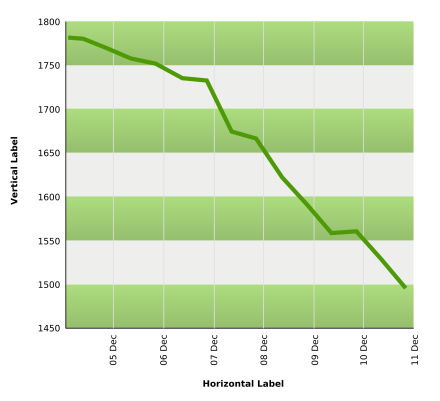 1800
1750
1700
1650
1600
1550
1500
1450
Vertical Label
05 Dec
06 Dec
07 Dec
08 Dec
09 Dec
10 Dec
11 Dec
Horizontal Label